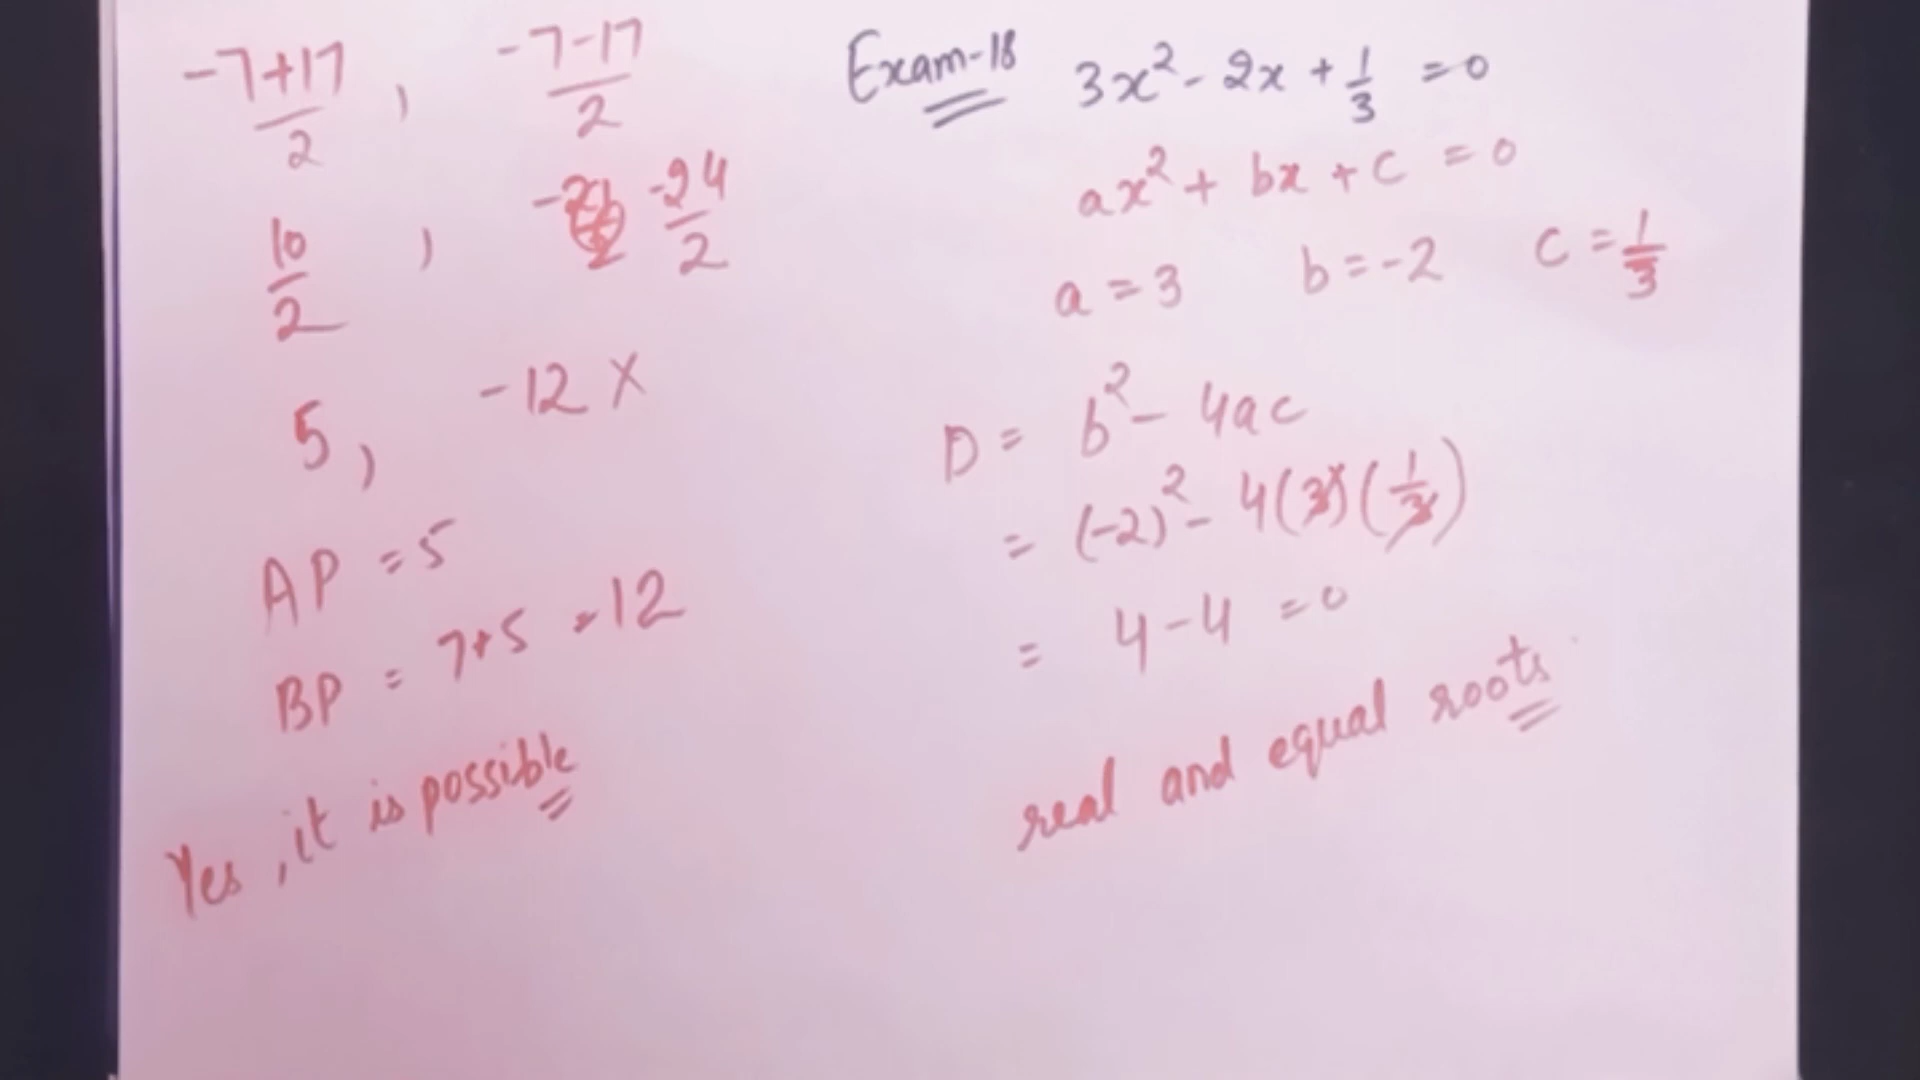 -7+17/2 , -7-17/2
10/2 , -24/2
5, -12 X
AP = 5
BP = 7+5 = 12
Yes, it is possible
Exam-18 3x² - 2x + 1/3 = 0
ax² + bx + c = 0
a = 3 b = -2 c = 1/3
D = b² - 4ac
= (-2)² - 4(3)(1/3)
= 4 - 4 = 0
real and equal roots